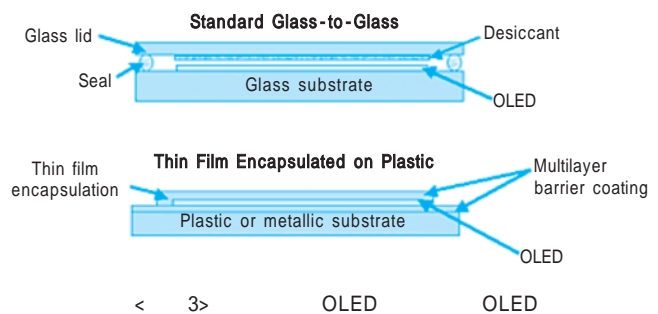 Standard Glass-to-Glass
Glass lid
Desiccant
Seal
Glass substrate
OLED
Thin Film Encapsulated on Plastic
Thin film
encapsulation
Multilayer
barrier coating
Plastic or metallic substrate
OLED
< 3> OLED OLED